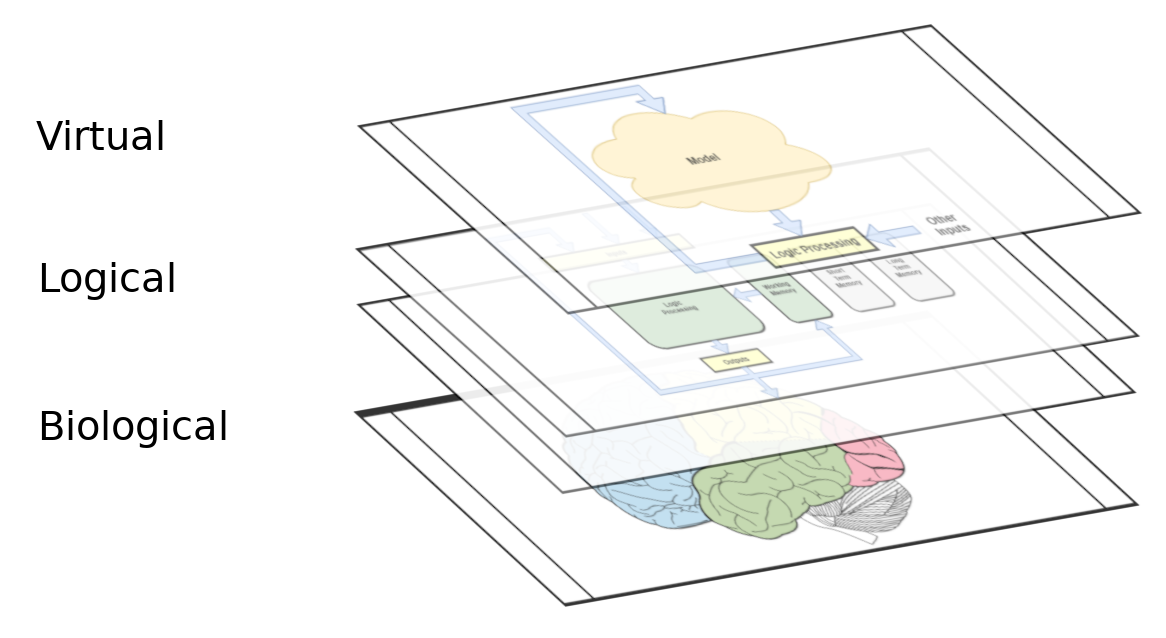 Virtual
Model
Other
Inputs
Logic Processing
Logical
Logic
Processing
Working
Memory
Short
Term
Memory
Long
Term
Memory
Outputs
Biological